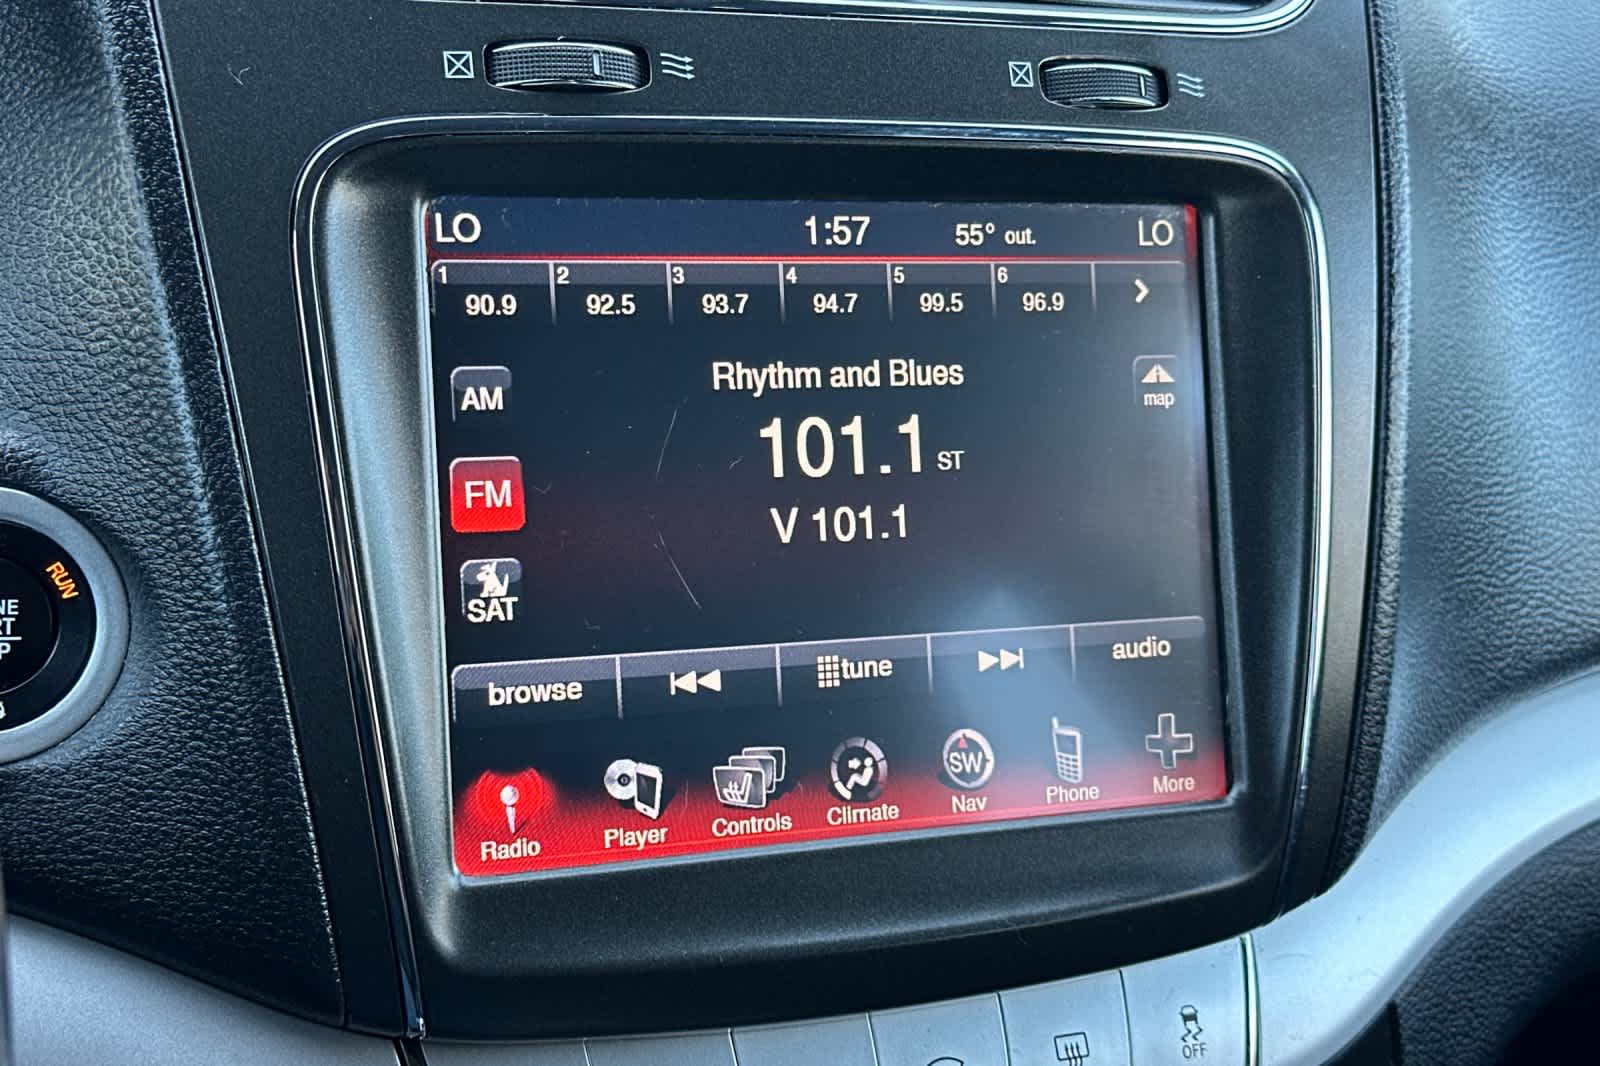 LO 1:57 55° out. LO
1 2 3 4 5 6
90.9 92.5 93.7 94.7 99.5 96.9
Rhythm and Blues
map
AM
101.1 ST
FM
V 101.1
RUN
SAT
browse tune audio
SW
Radio Player Controls Climate Nav Phone More
OFF